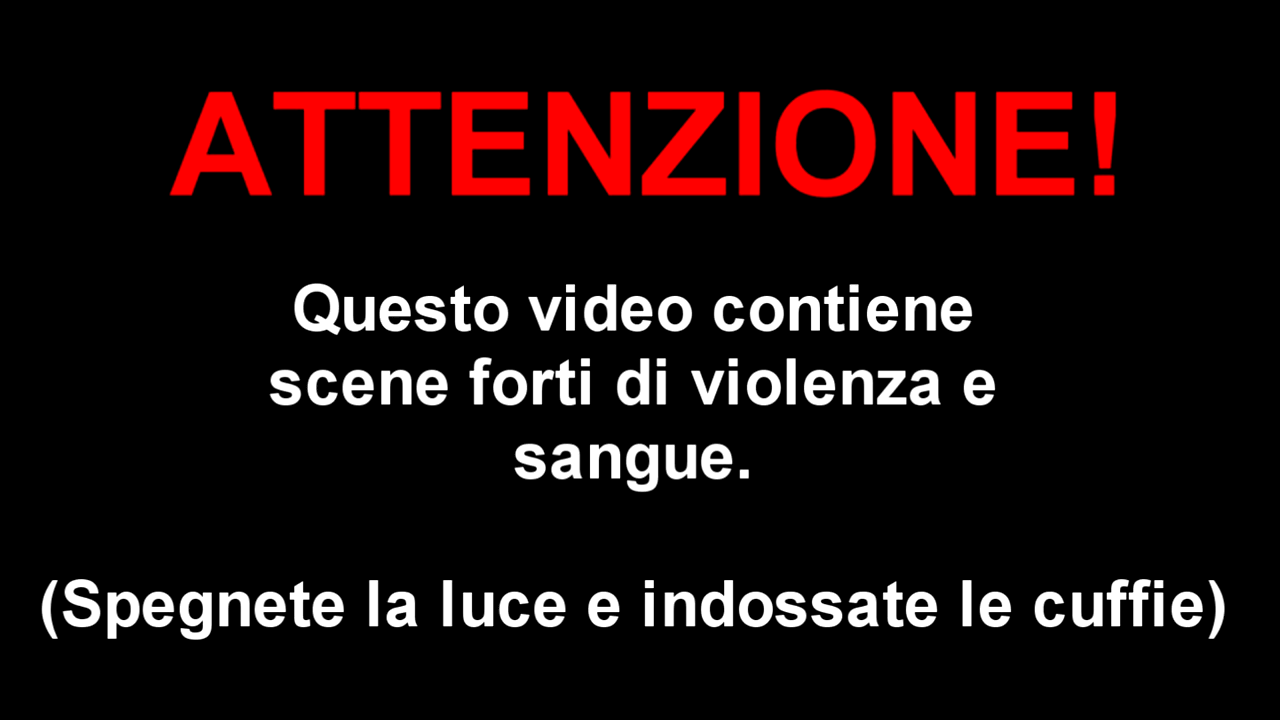 ATTENZIONE!
Questo video contiene
scene forti di violenza e
sangue.
(Spegnete la luce e indossate le cuffie)